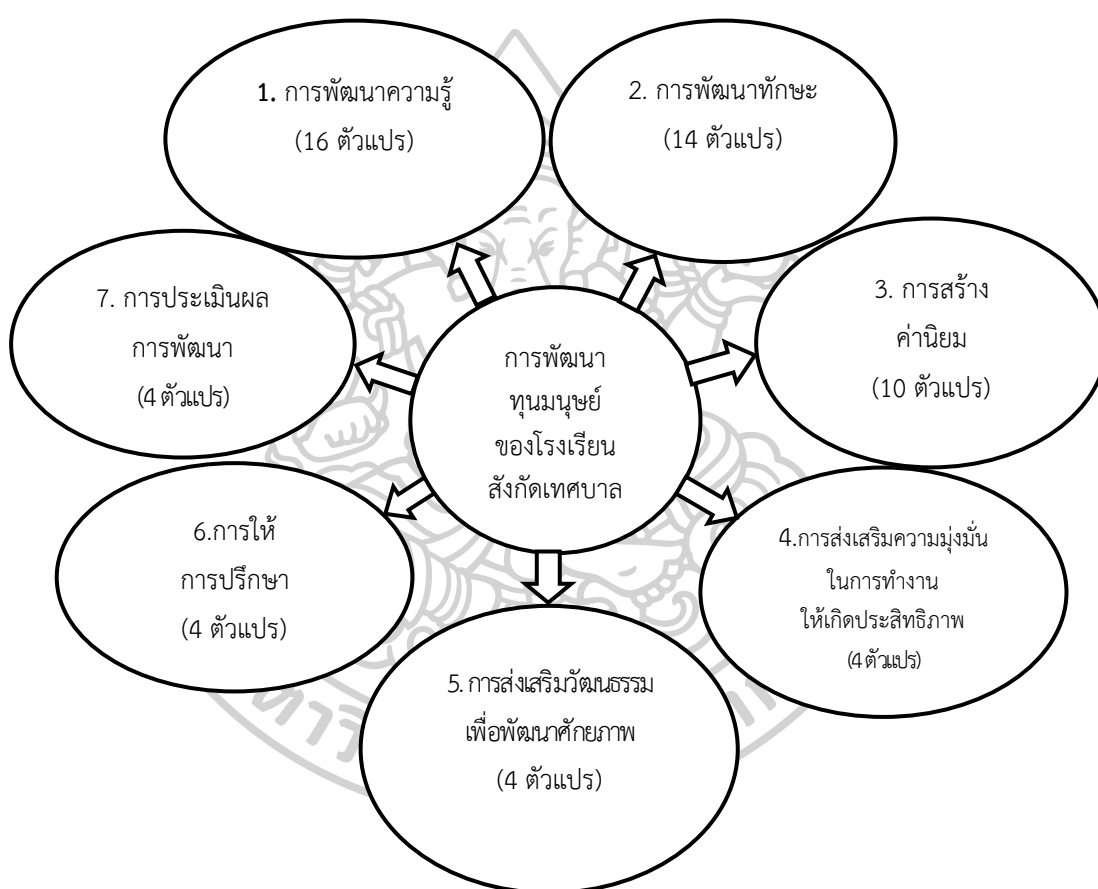 1. การพัฒนาความรู้
(16 ตัวแปร)
2. การพัฒนาทักษะ
(14 ตัวแปร)
3. การสร้าง
ค่านิยม
(10 ตัวแปร)
4.การส่งเสริมความมุ่งมั่น
ในการทำงาน
ให้เกิดประสิทธิภาพ
(4 ตัวแปร)
5. การส่งเสริมวัฒนธรรม
เพื่อพัฒนาศักยภาพ
(4 ตัวแปร)
6.การให้
การปรึกษา
(4 ตัวแปร)
7. การประเมินผล
การพัฒนา
(4 ตัวแปร)
การพัฒนา
ทุนมนุษย์
ของโรงเรียน
สังกัดเทศบาล